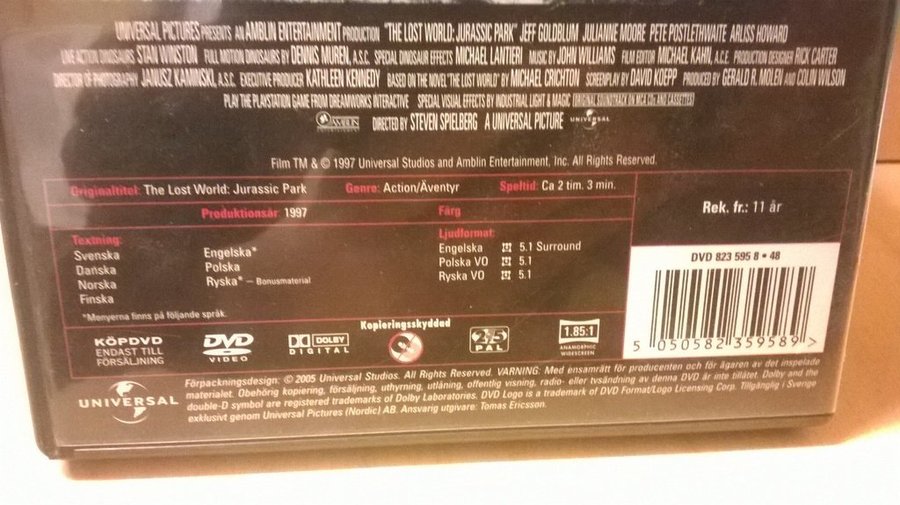 UNIVERSAL PICTURES PRESENTS AN AMBLIN ENTERTAINMENT PRODUCTION "THE LOST WORLD: JURASSIC PARK" JEFF GOLDBLUM JULIANNE MOORE PETE POSTLETHWAITE ARLISS HOWARD
LIVE ACTION DINOSAURS STAN WINSTON FULL MOTION DINOSAURS BY DENNIS MUREN, A.S.C. SPECIAL DINOSAUR EFFECTS MICHAEL LANTIERI MUSIC BY JOHN WILLIAMS FILM EDITOR MICHAEL KAHN, A.C.E. PRODUCTION DESIGNER RICK CARTER
DIRECTOR OF PHOTOGRAPHY JANUSZ KAMINSKI, A.S.C. EXECUTIVE PRODUCER KATHLEEN KENNEDY BASED ON THE NOVEL "THE LOST WORLD" BY MICHAEL CRICHTON SCREENPLAY BY DAVID KOEPP PRODUCED BY GERALD R. MOLEN AND COLIN WILSON
PLAY THE PLAYSTATION GAME FROM DREAMWORKS INTERACTIVE SPECIAL VISUAL EFFECTS BY INDUSTRIAL LIGHT & MAGIC ORIGINAL SOUNDTRACK ON MCA CDs AND CASSETTES
AMBLIN DIRECTED BY STEVEN SPIELBERG A UNIVERSAL PICTURE UNIVERSAL
Film TM & © 1997 Universal Studios and Amblin Entertainment, Inc. All Rights Reserved.
Originaltitel: The Lost World: Jurassic Park Genre: Action/Äventyr Speltid: Ca 2 tim. 3 min.
Produktionsår 1997 Färg
Rek. fr.: 11 år
Textning: Ljudformat:
Svenska Engelska* Engelska 5.1 Surround
Danska Polska Polska VO 5.1
Norska Ryska* – Bonusmaterial Ryska VO 5.1
Finska
*Menyerna finns på följande språk.
DVD 823 595 8 • 48
5 050582 359589 >
KÖPDVD
ENDAST TILL
FÖRSÄLJNING
DVD
VIDEO
DOLBY
DIGITAL
Kopieringsskyddad
2,5
PAL
1.85:1
ANAMORPHIC
WIDESCREEN
UNIVERSAL
Förpackningsdesign: © 2005 Universal Studios. All Rights Reserved. VARNING: Med ensamrätt för producenten och för ägaren av det inspelade
materialet. Obehörig kopiering, försäljning, uthyrning, utlåning, offentlig visning, radio- eller tvsändning av denna DVD är inte tillåtet. Dolby and the
double-D symbol are registered trademarks of Dolby Laboratories. DVD Logo is a trademark of DVD Format/Logo Licensing Corp. Tillgänglig i Sverige
exklusivt genom Universal Pictures (Nordic) AB. Ansvarig utgivare: Tomas Ericsson.